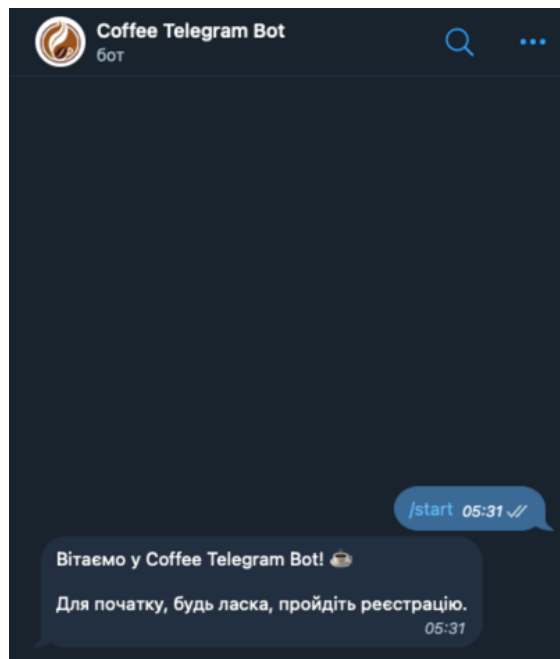 Coffee Telegram Bot
бот
/start 05:31
Вітаємо у Coffee Telegram Bot! ☕
Для початку, будь ласка, пройдіть реєстрацію.
05:31